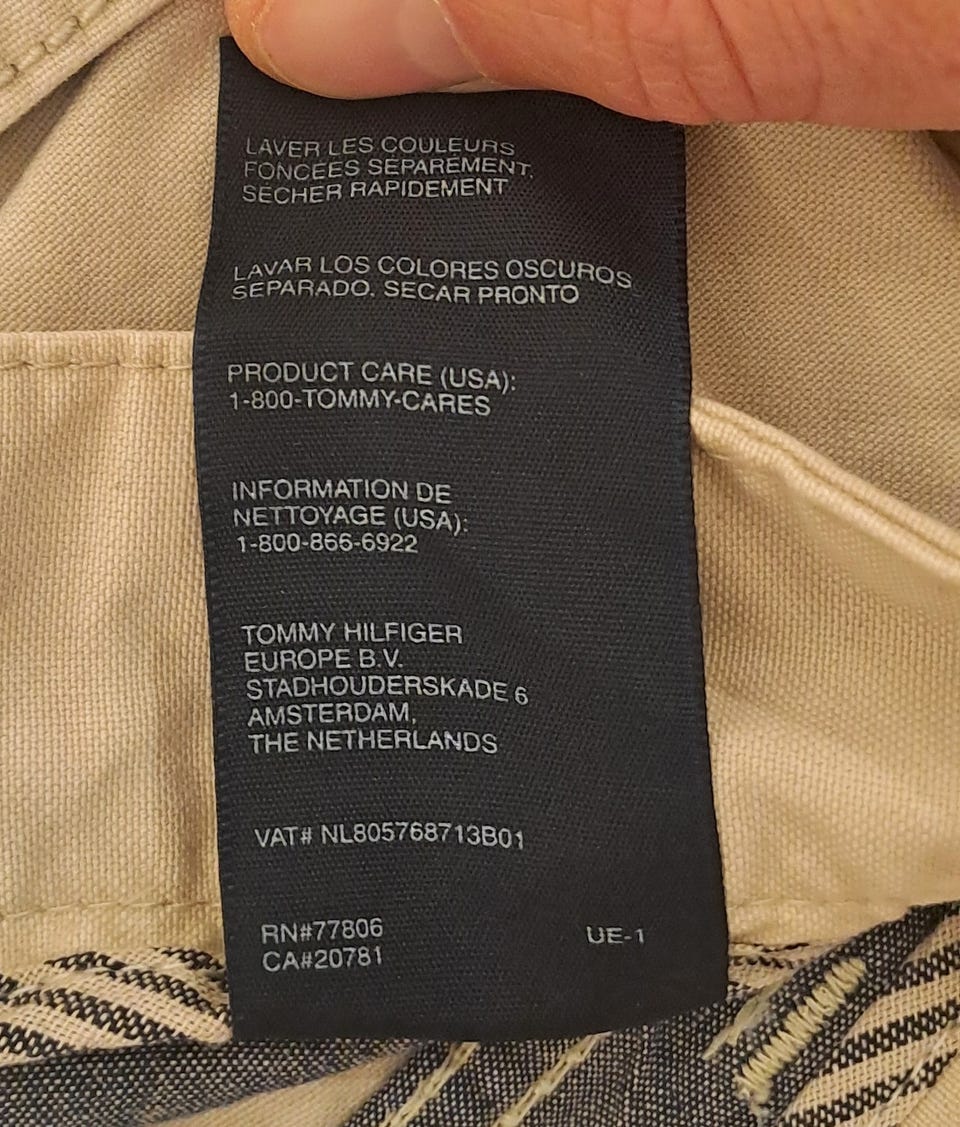 LAVER LES COULEURS
FONCEES SÉPARÉMENT.
SÉCHER RAPIDEMENT
LAVAR LOS COLORES OSCUROS
SEPARADO. SECAR PRONTO
PRODUCT CARE (USA):
1-800-TOMMY-CARES
INFORMATION DE
NETTOYAGE (USA):
1-800-866-6922
TOMMY HILFIGER
EUROPE B.V.
STADHOUDERSKADE 6
AMSTERDAM,
THE NETHERLANDS
VAT# NL805768713B01
RN#77806
CA#20781
UE-1